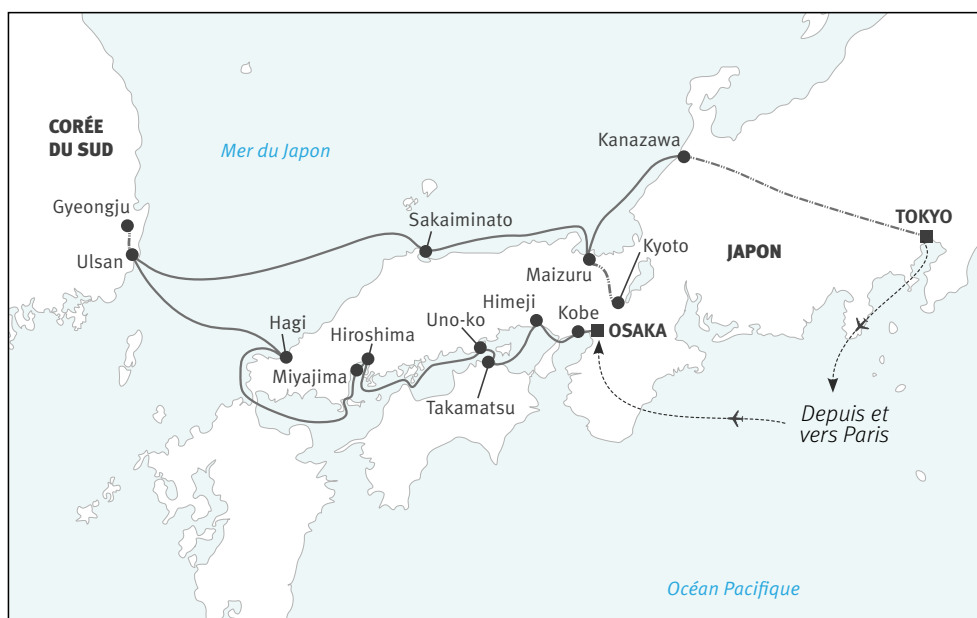 CORÉE
DU SUD
Mer du Japon
Kanazawa
Gyeongju
Sakaiminato
TOKYO
Ulsan
Kyoto
JAPON
Maizuru
Himeji
Kobe
Uno-ko
OSAKA
Hagi
Hiroshima
Miyajima
Takamatsu
Depuis et
vers Paris
Océan Pacifique